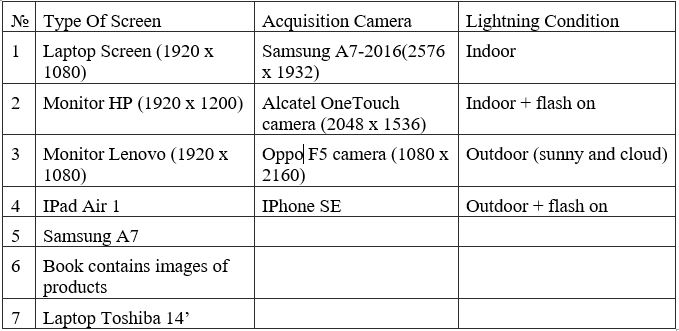 № Type Of Screen Acquisition Camera Lightning Condition
1 Laptop Screen (1920 x Samsung A7-2016(2576 Indoor
1080) x 1932)
2 Monitor HP (1920 x 1200) Alcatel OneTouch Indoor + flash on
camera (2048 x 1536)
3 Monitor Lenovo (1920 x Oppo F5 camera (1080 x Outdoor (sunny and cloud)
1080) 2160)
4 IPad Air 1 IPhone SE Outdoor + flash on
5 Samsung A7
6 Book contains images of
products
7 Laptop Toshiba 14’